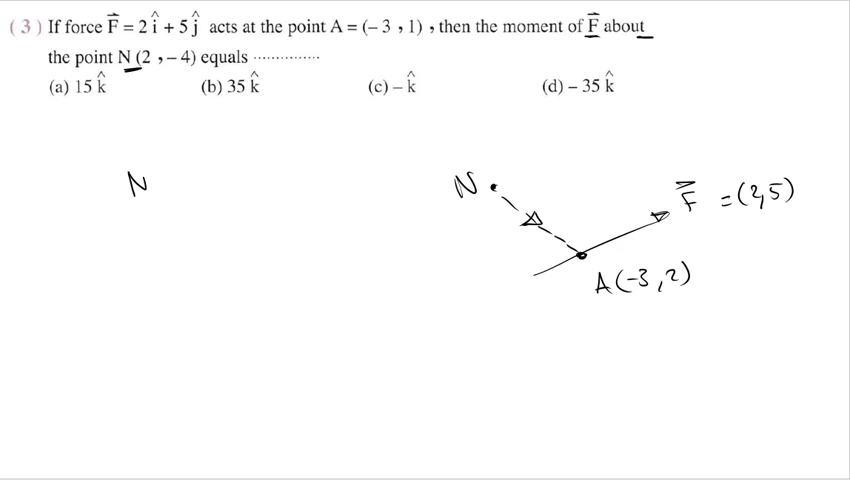 ( 3 ) If force F⃗ = 2 î + 5 ĵ acts at the point A = (– 3 , 1) , then the moment of F⃗ about
the point N (2 , – 4) equals ...............
(a) 15 k̂ (b) 35 k̂ (c) – k̂ (d) – 35 k̂
N
N
F⃗ = (2,5)
A(-3,2)